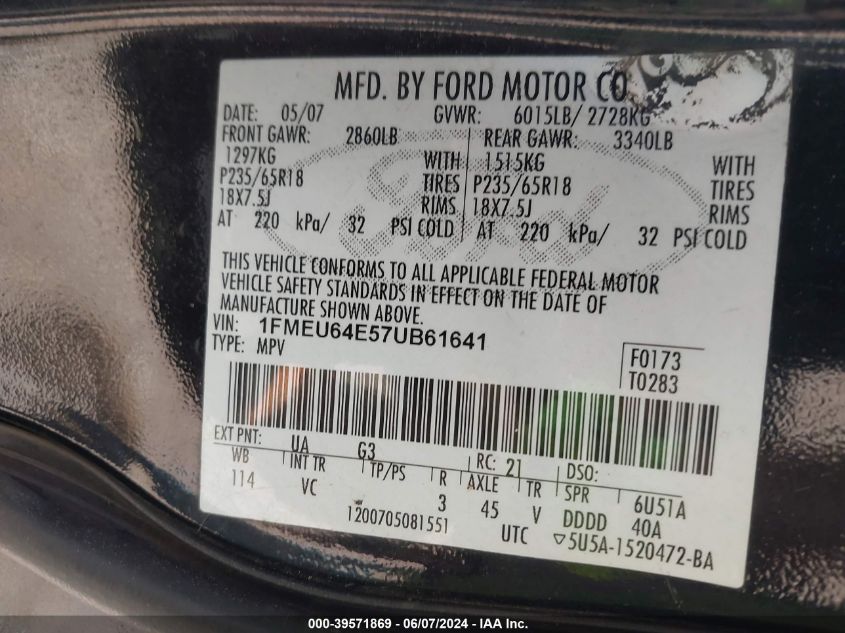 MFD. BY FORD MOTOR CO
DATE: 05/07 GVWR: 6015LB/ 2728KG
FRONT GAWR: 2860LB REAR GAWR: 3340LB
1297KG WITH 1515KG WITH
P235/65R18 TIRES P235/65R18 TIRES
18X7.5J RIMS 18X7.5J RIMS
AT 220 kPa/ 32 PSI COLD AT 220 kPa/ 32 PSI COLD
THIS VEHICLE CONFORMS TO ALL APPLICABLE FEDERAL MOTOR
VEHICLE SAFETY STANDARDS IN EFFECT ON THE DATE OF
MANUFACTURE SHOWN ABOVE.
VIN: 1FMEU64E57UB61641
TYPE: MPV
F0173
T0283
EXT PNT: UA G3 RC: 21 DSO:
WB INT TR TP/PS R AXLE TR SPR 6U51A
114 VC 3 45 V DDDD 40A
1200705081551 UTC ▽5U5A-1520472-BA
Ford
000-39571869 - 06/07/2024 - IAA Inc.